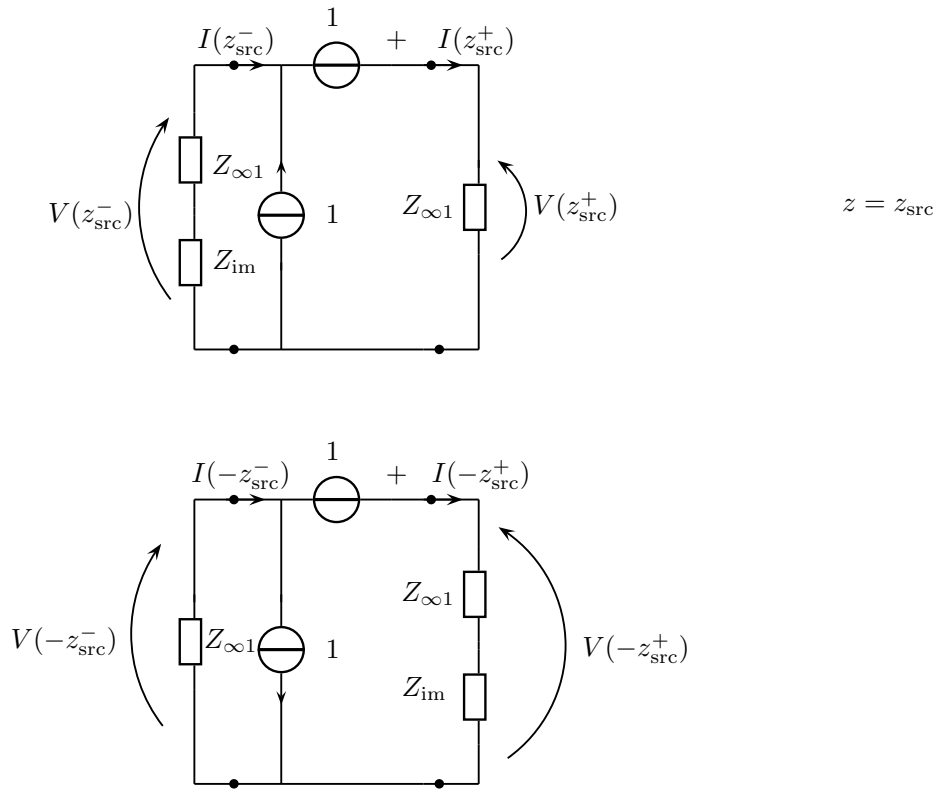 1
I(z_src^-) + I(z_src^+)
Z_∞1
V(z_src^-) 1 Z_∞1 V(z_src^+) z = z_src
Z_im
1
I(-z_src^-) + I(-z_src^+)
Z_∞1
V(-z_src^-) Z_∞1 1 V(-z_src^+)
Z_im